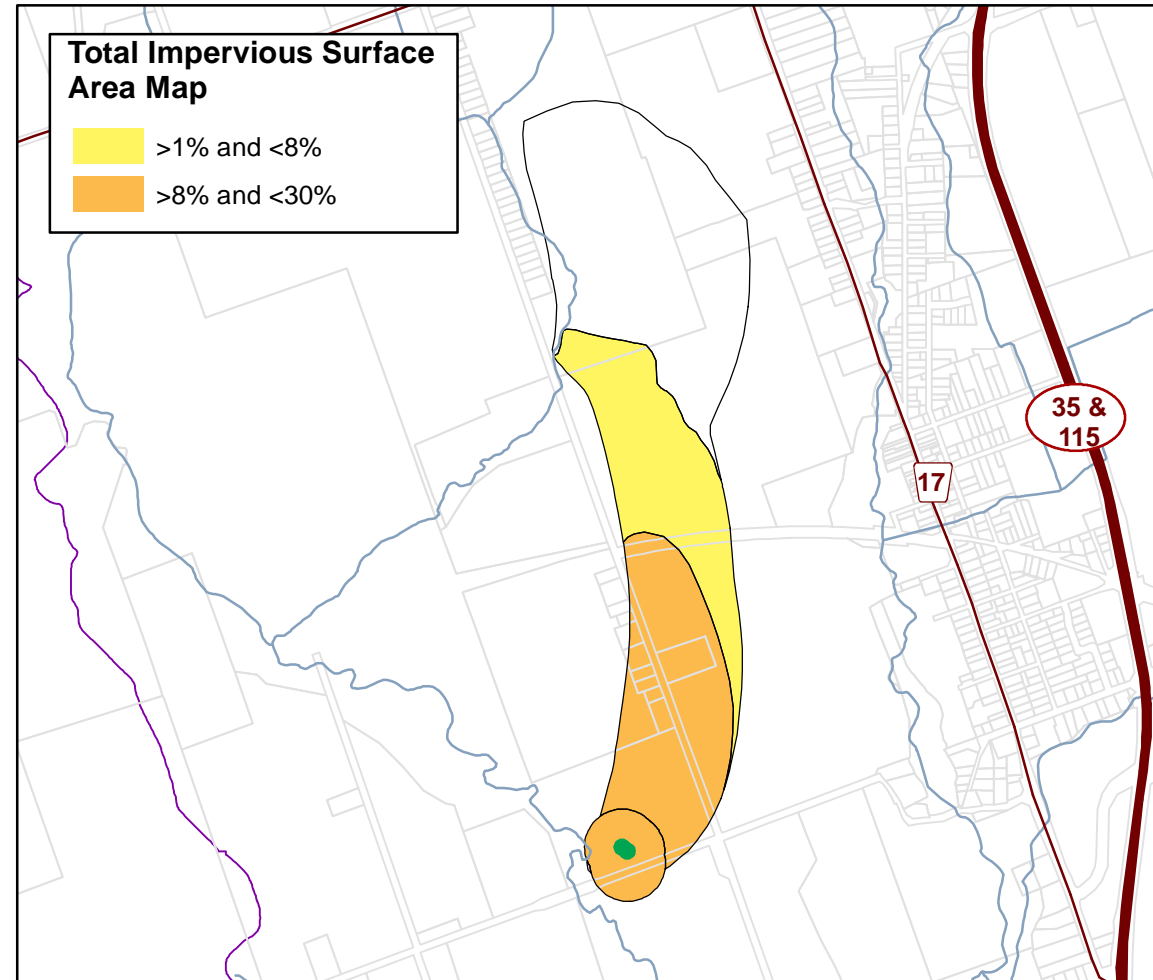 Total Impervious Surface
Area Map
>1% and <8%
>8% and <30%
35 &
115
17